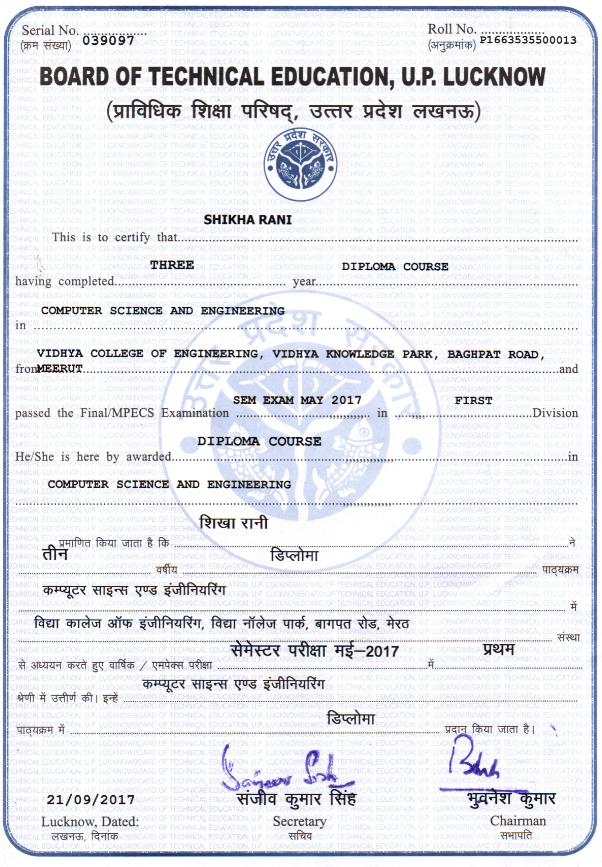 Serial No. ................
(क्रम संख्या) 039097
Roll No. ..................
(अनुक्रमांक) P1663535500013
BOARD OF TECHNICAL EDUCATION, U.P. LUCKNOW
(प्राविधिक शिक्षा परिषद्, उत्तर प्रदेश लखनऊ)
उत्तर प्रदेश सरकार
SHIKHA RANI
This is to certify that
THREE DIPLOMA COURSE
having completed year
COMPUTER SCIENCE AND ENGINEERING
in
VIDHYA COLLEGE OF ENGINEERING, VIDHYA KNOWLEDGE PARK, BAGHPAT ROAD,
from MEERUT and
SEM EXAM MAY 2017 FIRST
passed the Final/MPECS Examination in Division
DIPLOMA COURSE
He/She is here by awarded in
COMPUTER SCIENCE AND ENGINEERING
उत्तर प्रदेश सरकार
शिखा रानी
प्रमाणित किया जाता है कि ने
तीन डिप्लोमा
वर्षीय पाठ्यक्रम
कम्प्यूटर साइन्स एण्ड इंजीनियरिंग
में
विद्या कालेज ऑफ इंजीनियरिंग, विद्या नॉलेज पार्क, बागपत रोड, मेरठ
संस्था
सेमेस्टर परीक्षा मई–2017 प्रथम
से अध्ययन करते हुए वार्षिक / एमपेक्स परीक्षा में
कम्प्यूटर साइन्स एण्ड इंजीनियरिंग
श्रेणी में उत्तीर्ण की। इन्हें
डिप्लोमा
पाठ्यक्रम में प्रदान किया जाता है।
21/09/2017 संजीव कुमार सिंह भुवनेश कुमार
Lucknow, Dated: Secretary Chairman
लखनऊ, दिनांक सचिव सभापति